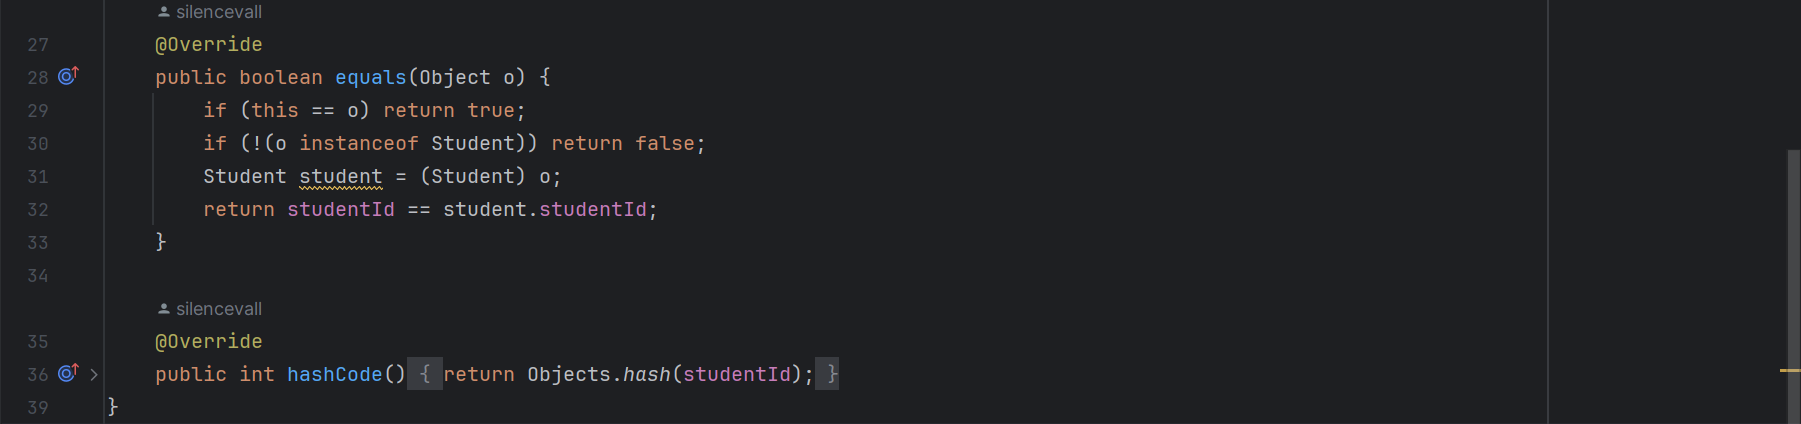 silencevall
27 @Override
28 public boolean equals(Object o) {
29 if (this == o) return true;
30 if (!(o instanceof Student)) return false;
31 Student student = (Student) o;
32 return studentId == student.studentId;
33 }
34
silencevall
35 @Override
36 public int hashCode() { return Objects.hash(studentId); }
39 }